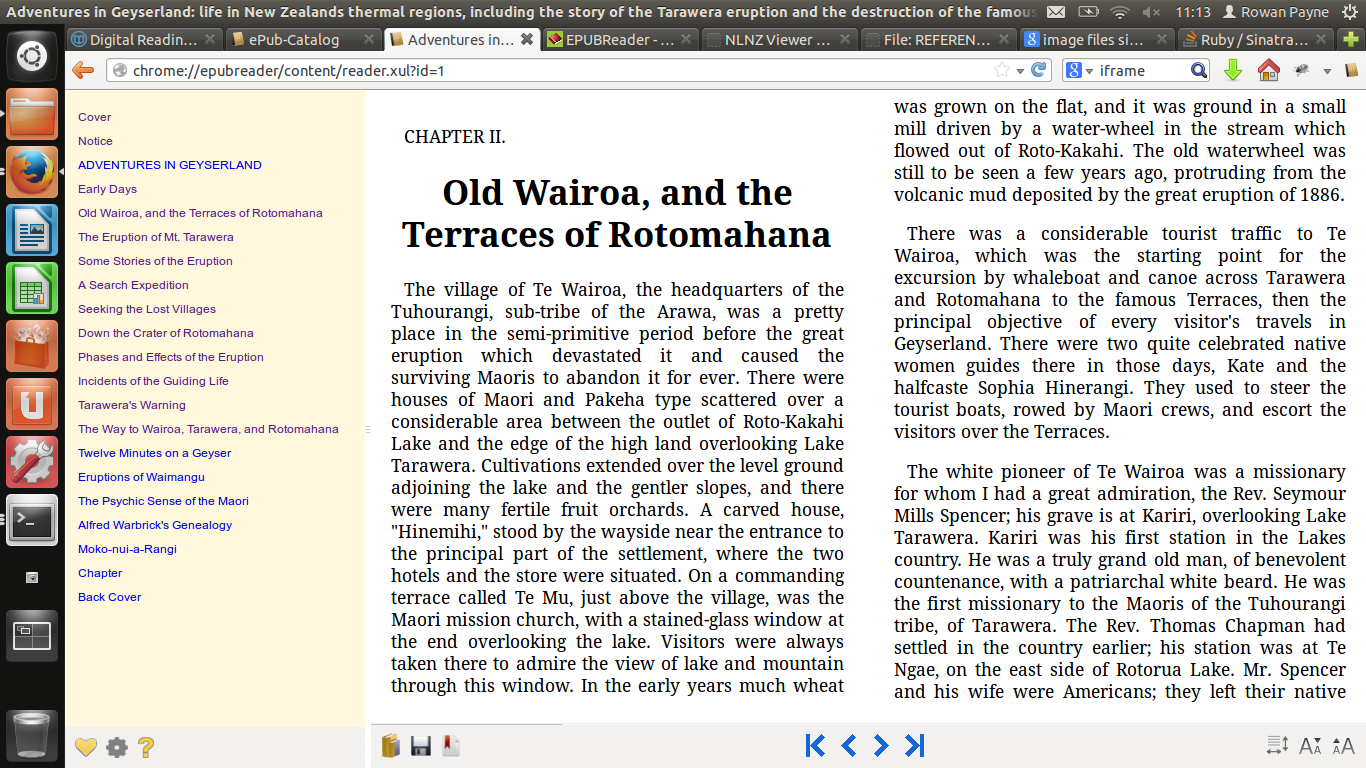 Adventures in Geyserland: life in New Zealands thermal regions, including the story of the Tarawera eruption and the destruction of the famous
11:13
Rowan Payne
Digital Readin...
ePub-Catalog
Adventures in...
EPUBReader - ...
NLNZ Viewer ...
File: REFEREN...
image files si...
Ruby / Sinatra...
chrome://epubreader/content/reader.xul?id=1
iframe
Cover
Notice
ADVENTURES IN GEYSERLAND
Early Days
Old Wairoa, and the Terraces of Rotomahana
The Eruption of Mt. Tarawera
Some Stories of the Eruption
A Search Expedition
Seeking the Lost Villages
Down the Crater of Rotomahana
Phases and Effects of the Eruption
Incidents of the Guiding Life
Tarawera's Warning
The Way to Wairoa, Tarawera, and Rotomahana
Twelve Minutes on a Geyser
Eruptions of Waimangu
The Psychic Sense of the Maori
Alfred Warbrick's Genealogy
Moko-nui-a-Rangi
Chapter
Back Cover
CHAPTER II.
Old Wairoa, and the
Terraces of Rotomahana
The village of Te Wairoa, the headquarters of the
Tuhourangi, sub-tribe of the Arawa, was a pretty
place in the semi-primitive period before the great
eruption which devastated it and caused the
surviving Maoris to abandon it for ever. There were
houses of Maori and Pakeha type scattered over a
considerable area between the outlet of Roto-Kakahi
Lake and the edge of the high land overlooking Lake
Tarawera. Cultivations extended over the level ground
adjoining the lake and the gentler slopes, and there
were many fertile fruit orchards. A carved house,
"Hinemihi," stood by the wayside near the entrance to
the principal part of the settlement, where the two
hotels and the store were situated. On a commanding
terrace called Te Mu, just above the village, was the
Maori mission church, with a stained-glass window at
the end overlooking the lake. Visitors were always
taken there to admire the view of lake and mountain
through this window. In the early years much wheat
was grown on the flat, and it was ground in a small
mill driven by a water-wheel in the stream which
flowed out of Roto-Kakahi. The old waterwheel was
still to be seen a few years ago, protruding from the
volcanic mud deposited by the great eruption of 1886.
There was a considerable tourist traffic to Te
Wairoa, which was the starting point for the
excursion by whaleboat and canoe across Tarawera
and Rotomahana to the famous Terraces, then the
principal objective of every visitor's travels in
Geyserland. There were two quite celebrated native
women guides there in those days, Kate and the
halfcaste Sophia Hinerangi. They used to steer the
tourist boats, rowed by Maori crews, and escort the
visitors over the Terraces.
The white pioneer of Te Wairoa was a missionary
for whom I had a great admiration, the Rev. Seymour
Mills Spencer; his grave is at Kariri, overlooking Lake
Tarawera. Kariri was his first station in the Lakes
country. He was a truly grand old man, of benevolent
countenance, with a patriarchal white beard. He was
the first missionary to the Maoris of the Tuhourangi
tribe, of Tarawera. The Rev. Thomas Chapman had
settled in the country earlier; his station was at Te
Ngae, on the east side of Rotorua Lake. Mr. Spencer
and his wife were Americans; they left their native